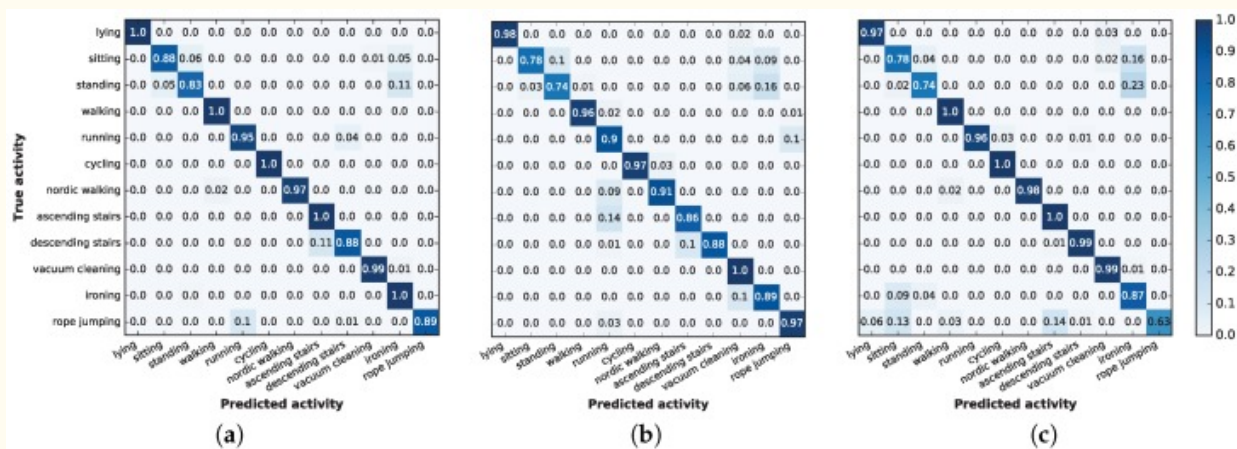 True activity
lying 1.0 0.0 0.0 0.0 0.0 0.0 0.0 0.0 0.0 0.0 0.0 0.0
sitting 0.0 0.88 0.06 0.0 0.0 0.0 0.0 0.0 0.0 0.01 0.05 0.0
standing 0.0 0.05 0.83 0.0 0.0 0.0 0.0 0.0 0.0 0.0 0.11 0.0
walking 0.0 0.0 0.0 1.0 0.0 0.0 0.0 0.0 0.0 0.0 0.0 0.0
running 0.0 0.0 0.0 0.0 0.95 0.0 0.0 0.0 0.04 0.0 0.0 0.0
cycling 0.0 0.0 0.0 0.0 0.0 1.0 0.0 0.0 0.0 0.0 0.0 0.0
nordic walking 0.0 0.0 0.0 0.02 0.0 0.0 0.97 0.0 0.0 0.0 0.0 0.0
ascending stairs 0.0 0.0 0.0 0.0 0.0 0.0 0.0 1.0 0.0 0.0 0.0 0.0
descending stairs 0.0 0.0 0.0 0.0 0.0 0.0 0.0 0.11 0.88 0.0 0.0 0.0
vacuum cleaning 0.0 0.0 0.0 0.0 0.0 0.0 0.0 0.0 0.0 0.99 0.01 0.0
ironing 0.0 0.0 0.0 0.0 0.0 0.0 0.0 0.0 0.0 0.0 1.0 0.0
rope jumping 0.0 0.0 0.0 0.0 0.1 0.0 0.0 0.0 0.01 0.0 0.0 0.89
lying sitting standing walking running cycling nordic walking ascending stairs descending stairs vacuum cleaning ironing rope jumping
Predicted activity
(a)
0.98 0.0 0.0 0.0 0.0 0.0 0.0 0.0 0.0 0.02 0.0 0.0
0.0 0.78 0.1 0.0 0.0 0.0 0.0 0.0 0.0 0.04 0.09 0.0
0.0 0.03 0.74 0.01 0.0 0.0 0.0 0.0 0.0 0.06 0.16 0.0
0.0 0.0 0.0 0.96 0.02 0.0 0.0 0.0 0.0 0.0 0.0 0.01
0.0 0.0 0.0 0.0 0.9 0.0 0.0 0.0 0.0 0.0 0.0 0.1
0.0 0.0 0.0 0.0 0.0 0.97 0.03 0.0 0.0 0.0 0.0 0.0
0.0 0.0 0.0 0.0 0.09 0.0 0.91 0.0 0.0 0.0 0.0 0.0
0.0 0.0 0.0 0.0 0.14 0.0 0.0 0.86 0.0 0.0 0.0 0.0
0.0 0.0 0.0 0.0 0.01 0.0 0.0 0.1 0.88 0.0 0.0 0.0
0.0 0.0 0.0 0.0 0.0 0.0 0.0 0.0 0.0 1.0 0.0 0.0
0.0 0.0 0.0 0.0 0.0 0.0 0.0 0.0 0.0 0.1 0.89 0.0
0.0 0.0 0.0 0.0 0.03 0.0 0.0 0.0 0.0 0.0 0.0 0.97
lying sitting standing walking running cycling nordic walking ascending stairs descending stairs vacuum cleaning ironing rope jumping
Predicted activity
(b)
0.97 0.0 0.0 0.0 0.0 0.0 0.0 0.0 0.0 0.03 0.0 0.0
0.0 0.78 0.04 0.0 0.0 0.0 0.0 0.0 0.0 0.02 0.16 0.0
0.0 0.02 0.74 0.0 0.0 0.0 0.0 0.0 0.0 0.0 0.23 0.0
0.0 0.0 0.0 1.0 0.0 0.0 0.0 0.0 0.0 0.0 0.0 0.0
0.0 0.0 0.0 0.0 0.96 0.03 0.0 0.0 0.01 0.0 0.0 0.0
0.0 0.0 0.0 0.0 0.0 1.0 0.0 0.0 0.0 0.0 0.0 0.0
0.0 0.0 0.0 0.02 0.0 0.0 0.98 0.0 0.0 0.0 0.0 0.0
0.0 0.0 0.0 0.0 0.0 0.0 0.0 1.0 0.0 0.0 0.0 0.0
0.0 0.0 0.0 0.0 0.0 0.0 0.0 0.01 0.99 0.0 0.0 0.0
0.0 0.0 0.0 0.0 0.0 0.0 0.0 0.0 0.0 0.99 0.01 0.0
0.0 0.09 0.04 0.0 0.0 0.0 0.0 0.0 0.0 0.0 0.87 0.0
0.06 0.13 0.0 0.03 0.0 0.0 0.0 0.14 0.01 0.0 0.0 0.63
lying sitting standing walking running cycling nordic walking ascending stairs descending stairs vacuum cleaning ironing rope jumping
Predicted activity
(c)
1.0
0.9
0.8
0.7
0.6
0.5
0.4
0.3
0.2
0.1
0.0